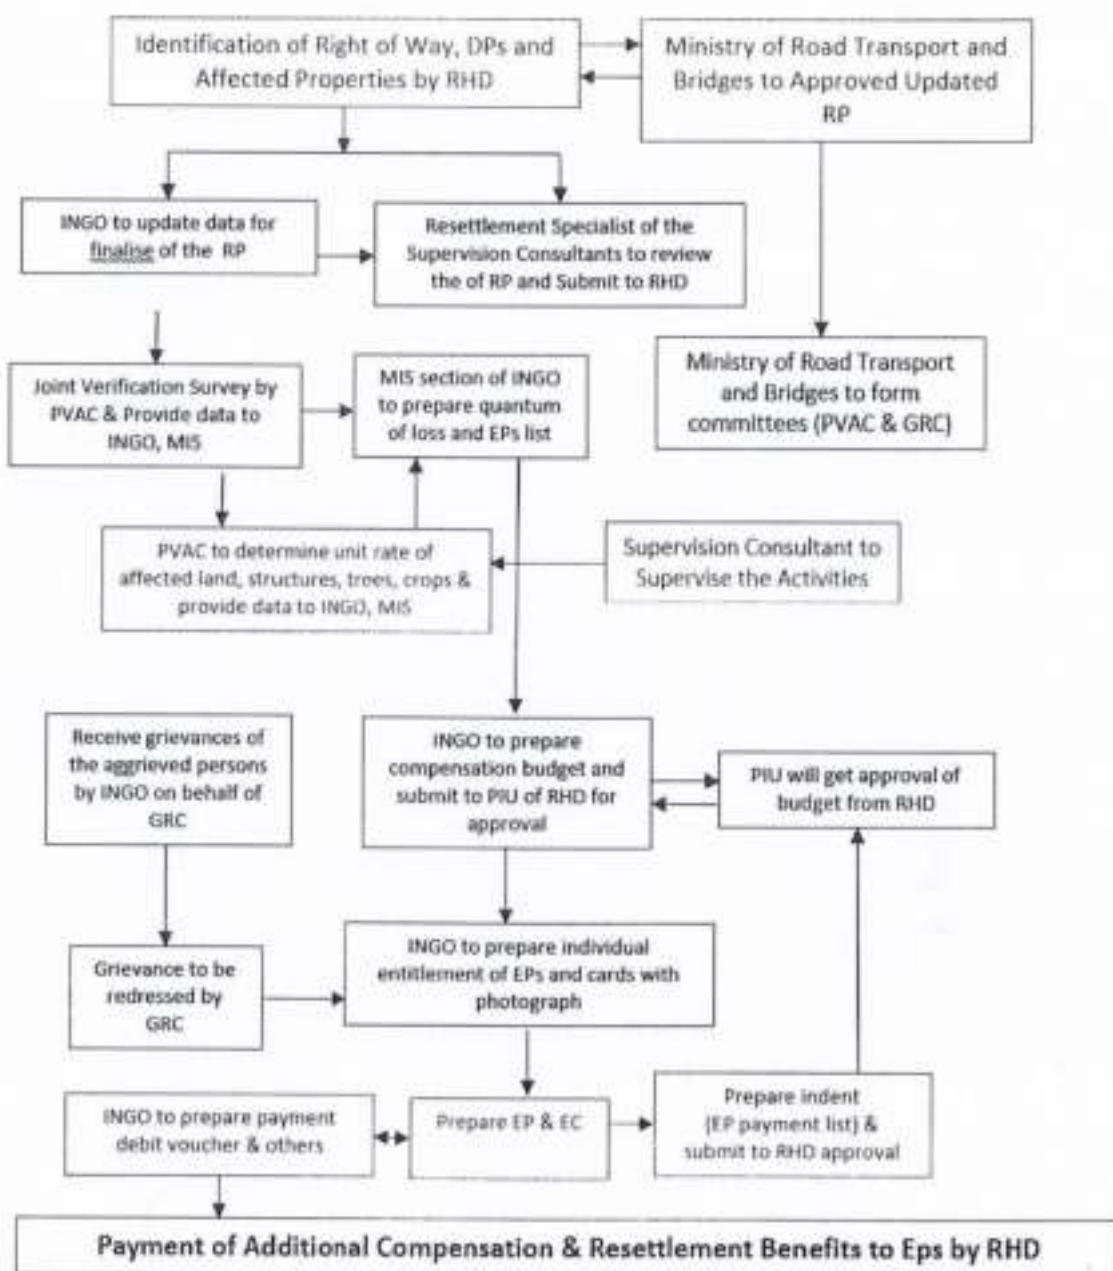 Identification of Right of Way, DPs and
Affected Properties by RHD
Ministry of Road Transport and
Bridges to Approved Updated
RP
INGO to update data for
finalise of the RP
Resettlement Specialist of the
Supervision Consultants to review
the of RP and Submit to RHD
Joint Verification Survey by
PVAC & Provide data to
INGO, MIS
MIS section of INGO
to prepare quantum
of loss and EPs list
Ministry of Road Transport
and Bridges to form
committees (PVAC & GRC)
PVAC to determine unit rate of
affected land, structures, trees, crops &
provide data to INGO, MIS
Supervision Consultant to
Supervise the Activities
Receive grievances of
the aggrieved persons
by INGO on behalf of
GRC
INGO to prepare
compensation budget and
submit to PIU of RHD for
approval
PIU will get approval of
budget from RHD
Grievance to be
redressed by
GRC
INGO to prepare individual
entitlement of EPs and cards with
photograph
INGO to prepare payment
debit voucher & others
Prepare EP & EC
Prepare indent
(EP payment list) &
submit to RHD approval
Payment of Additional Compensation & Resettlement Benefits to Eps by RHD